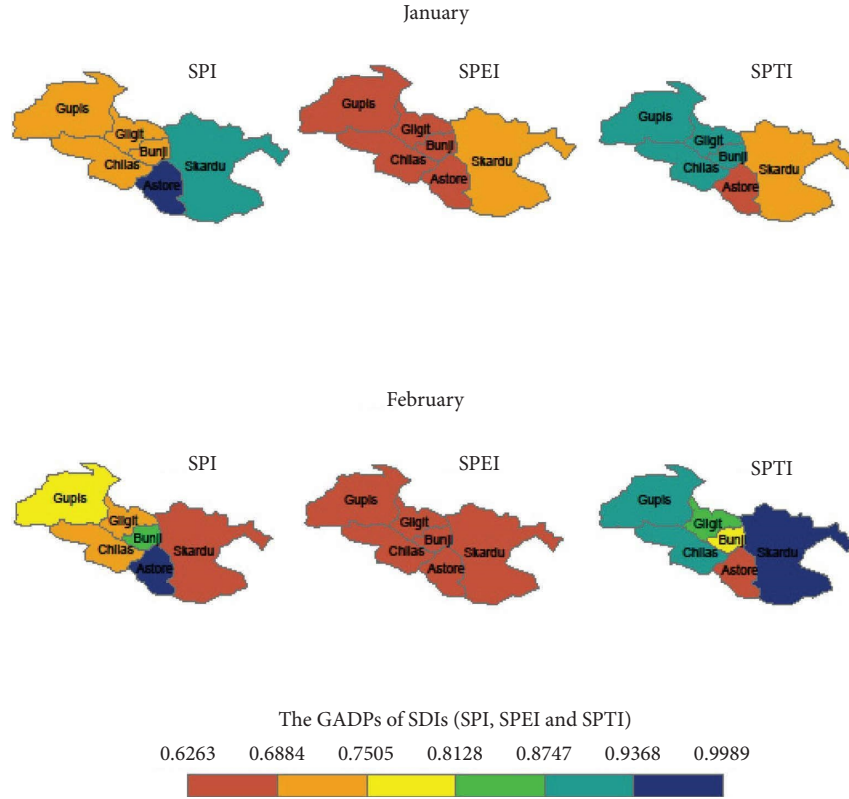 January
SPI SPEI SPTI
Gupis Gilgit Bunji Chilas Astore Skardu
Gupis Gilgit Bunji Chilas Astore Skardu
Gupis Gilgit Bunji Chilas Astore Skardu
February
SPI SPEI SPTI
Gupis Gilgit Bunji Chilas Astore Skardu
Gupis Gilgit Bunji Chilas Astore Skardu
Gupis Gilgit Bunji Chilas Astore Skardu
The GADPs of SDIs (SPI, SPEI and SPTI)
0.6263 0.6884 0.7505 0.8128 0.8747 0.9368 0.9989